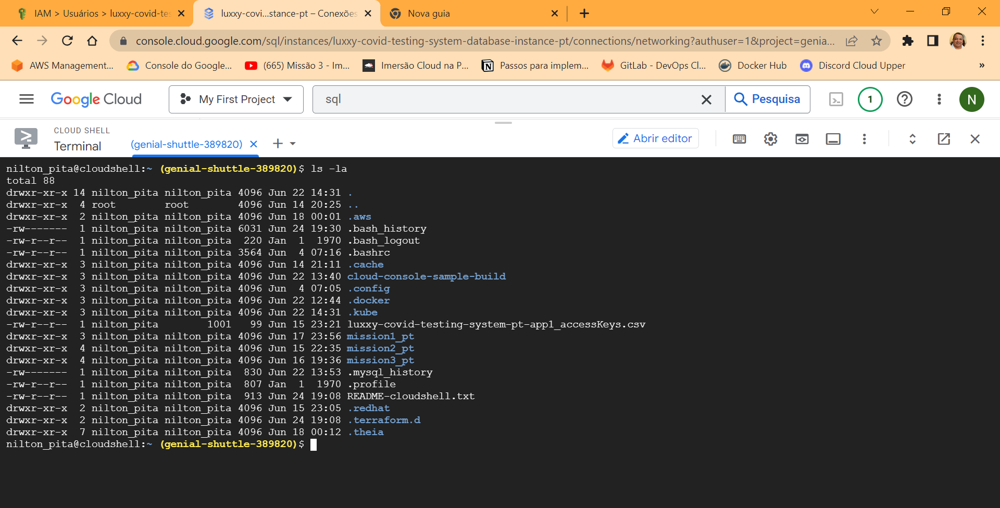 IAM > Usuários > luxxy-covid-tes
luxxy-covi...stance-pt – Conexões
Nova guia
console.cloud.google.com/sql/instances/luxxy-covid-testing-system-database-instance-pt/connections/networking?authuser=1&project=genia...
AWS Management...
Console do Google...
(665) Missão 3 - Im...
Imersão Cloud na P...
Passos para implem...
GitLab - DevOps Cl...
Docker Hub
Discord Cloud Upper
»
Google Cloud
My First Project
sql
Pesquisa
1
N
CLOUD SHELL
Terminal
(genial-shuttle-389820)
Abrir editor
nilton_pita@cloudshell:~ (genial-shuttle-389820)$ ls -la
total 88
drwxr-xr-x 14 nilton_pita nilton_pita 4096 Jun 22 14:31 .
drwxr-xr-x  4 root        root        4096 Jun 14 20:25 ..
drwxr-xr-x  2 nilton_pita nilton_pita 4096 Jun 18 00:01 .aws
-rw-------  1 nilton_pita nilton_pita 6031 Jun 24 19:30 .bash_history
-rw-r--r--  1 nilton_pita nilton_pita  220 Jan  1  1970 .bash_logout
-rw-r--r--  1 nilton_pita nilton_pita 3564 Jun  4 07:16 .bashrc
drwxr-xr-x  3 nilton_pita nilton_pita 4096 Jun 14 21:11 .cache
drwxr-xr-x  3 nilton_pita nilton_pita 4096 Jun 22 13:40 cloud-console-sample-build
drwxr-xr-x  3 nilton_pita nilton_pita 4096 Jun  4 07:05 .config
drwxr-xr-x  3 nilton_pita nilton_pita 4096 Jun 22 12:44 .docker
drwxr-xr-x  3 nilton_pita nilton_pita 4096 Jun 22 14:31 .kube
-rw-r--r--  1 nilton_pita        1001   99 Jun 15 23:21 luxxy-covid-testing-system-pt-app1_accessKeys.csv
drwxr-xr-x  3 nilton_pita nilton_pita 4096 Jun 17 23:56 mission1_pt
drwxr-xr-x  4 nilton_pita nilton_pita 4096 Jun 15 22:35 mission2_pt
drwxr-xr-x  4 nilton_pita nilton_pita 4096 Jun 16 19:36 mission3_pt
-rw-------  1 nilton_pita nilton_pita  830 Jun 22 13:53 .mysql_history
-rw-r--r--  1 nilton_pita nilton_pita  807 Jan  1  1970 .profile
-rw-r--r--  1 nilton_pita nilton_pita  913 Jun 24 19:08 README-cloudshell.txt
drwxr-xr-x  2 nilton_pita nilton_pita 4096 Jun 15 23:05 .redhat
drwxr-xr-x  2 nilton_pita nilton_pita 4096 Jun 24 19:08 .terraform.d
drwxr-xr-x  7 nilton_pita nilton_pita 4096 Jun 18 00:12 .theia
nilton_pita@cloudshell:~ (genial-shuttle-389820)$